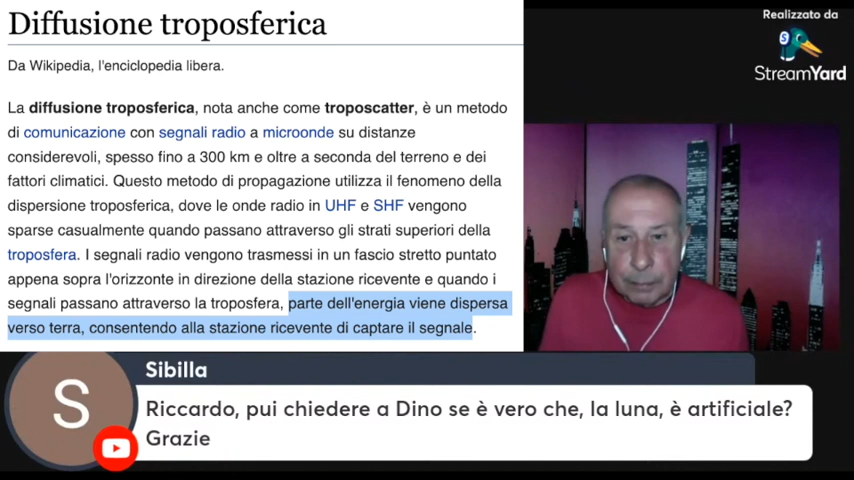 Diffusione troposferica
Da Wikipedia, l'enciclopedia libera.
La diffusione troposferica, nota anche come troposcatter, è un metodo
di comunicazione con segnali radio a microonde su distanze
considerevoli, spesso fino a 300 km e oltre a seconda del terreno e dei
fattori climatici. Questo metodo di propagazione utilizza il fenomeno della
dispersione troposferica, dove le onde radio in UHF e SHF vengono
sparse casualmente quando passano attraverso gli strati superiori della
troposfera. I segnali radio vengono trasmessi in un fascio stretto puntato
appena sopra l'orizzonte in direzione della stazione ricevente e quando i
segnali passano attraverso la troposfera, parte dell'energia viene dispersa
verso terra, consentendo alla stazione ricevente di captare il segnale.
Realizzato da
S
StreamYard
S
Sibilla
Riccardo, pui chiedere a Dino se è vero che, la luna, è artificiale?
Grazie